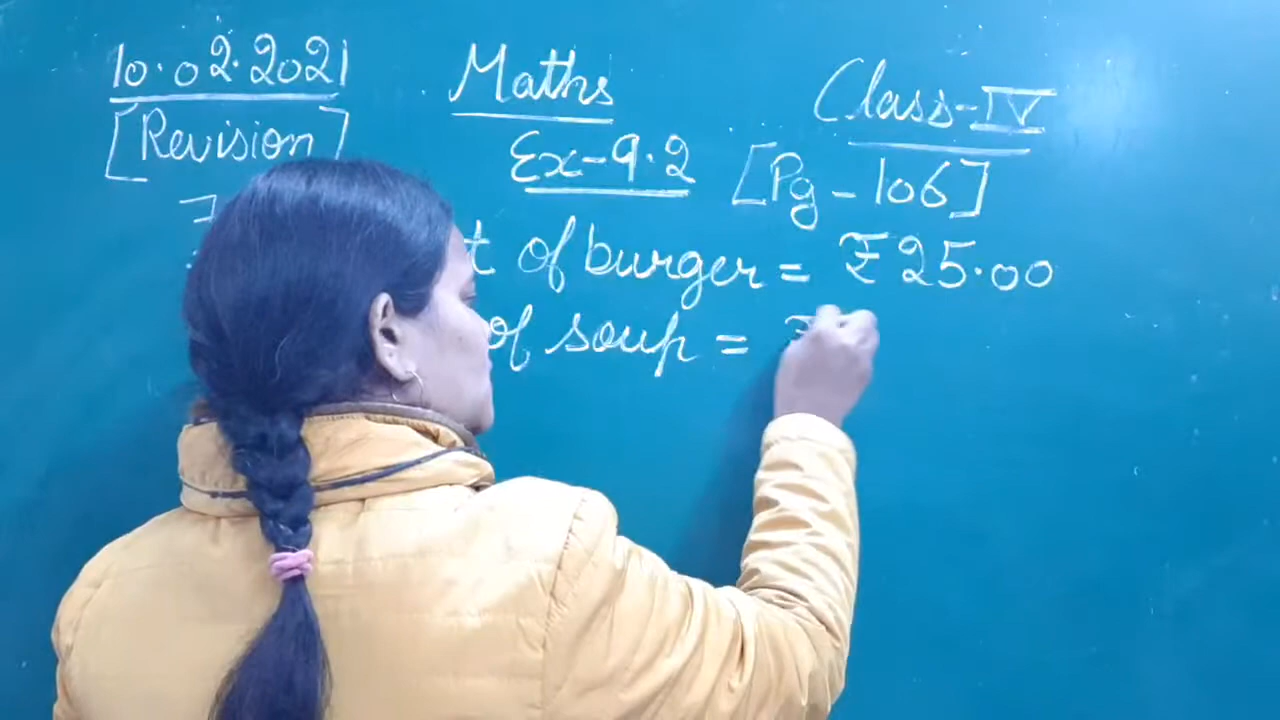 10.02.2021 Maths Class-IV
[Revision] Ex-9.2 [Pg-106]
of burger = ₹25.00
of soup = ₹